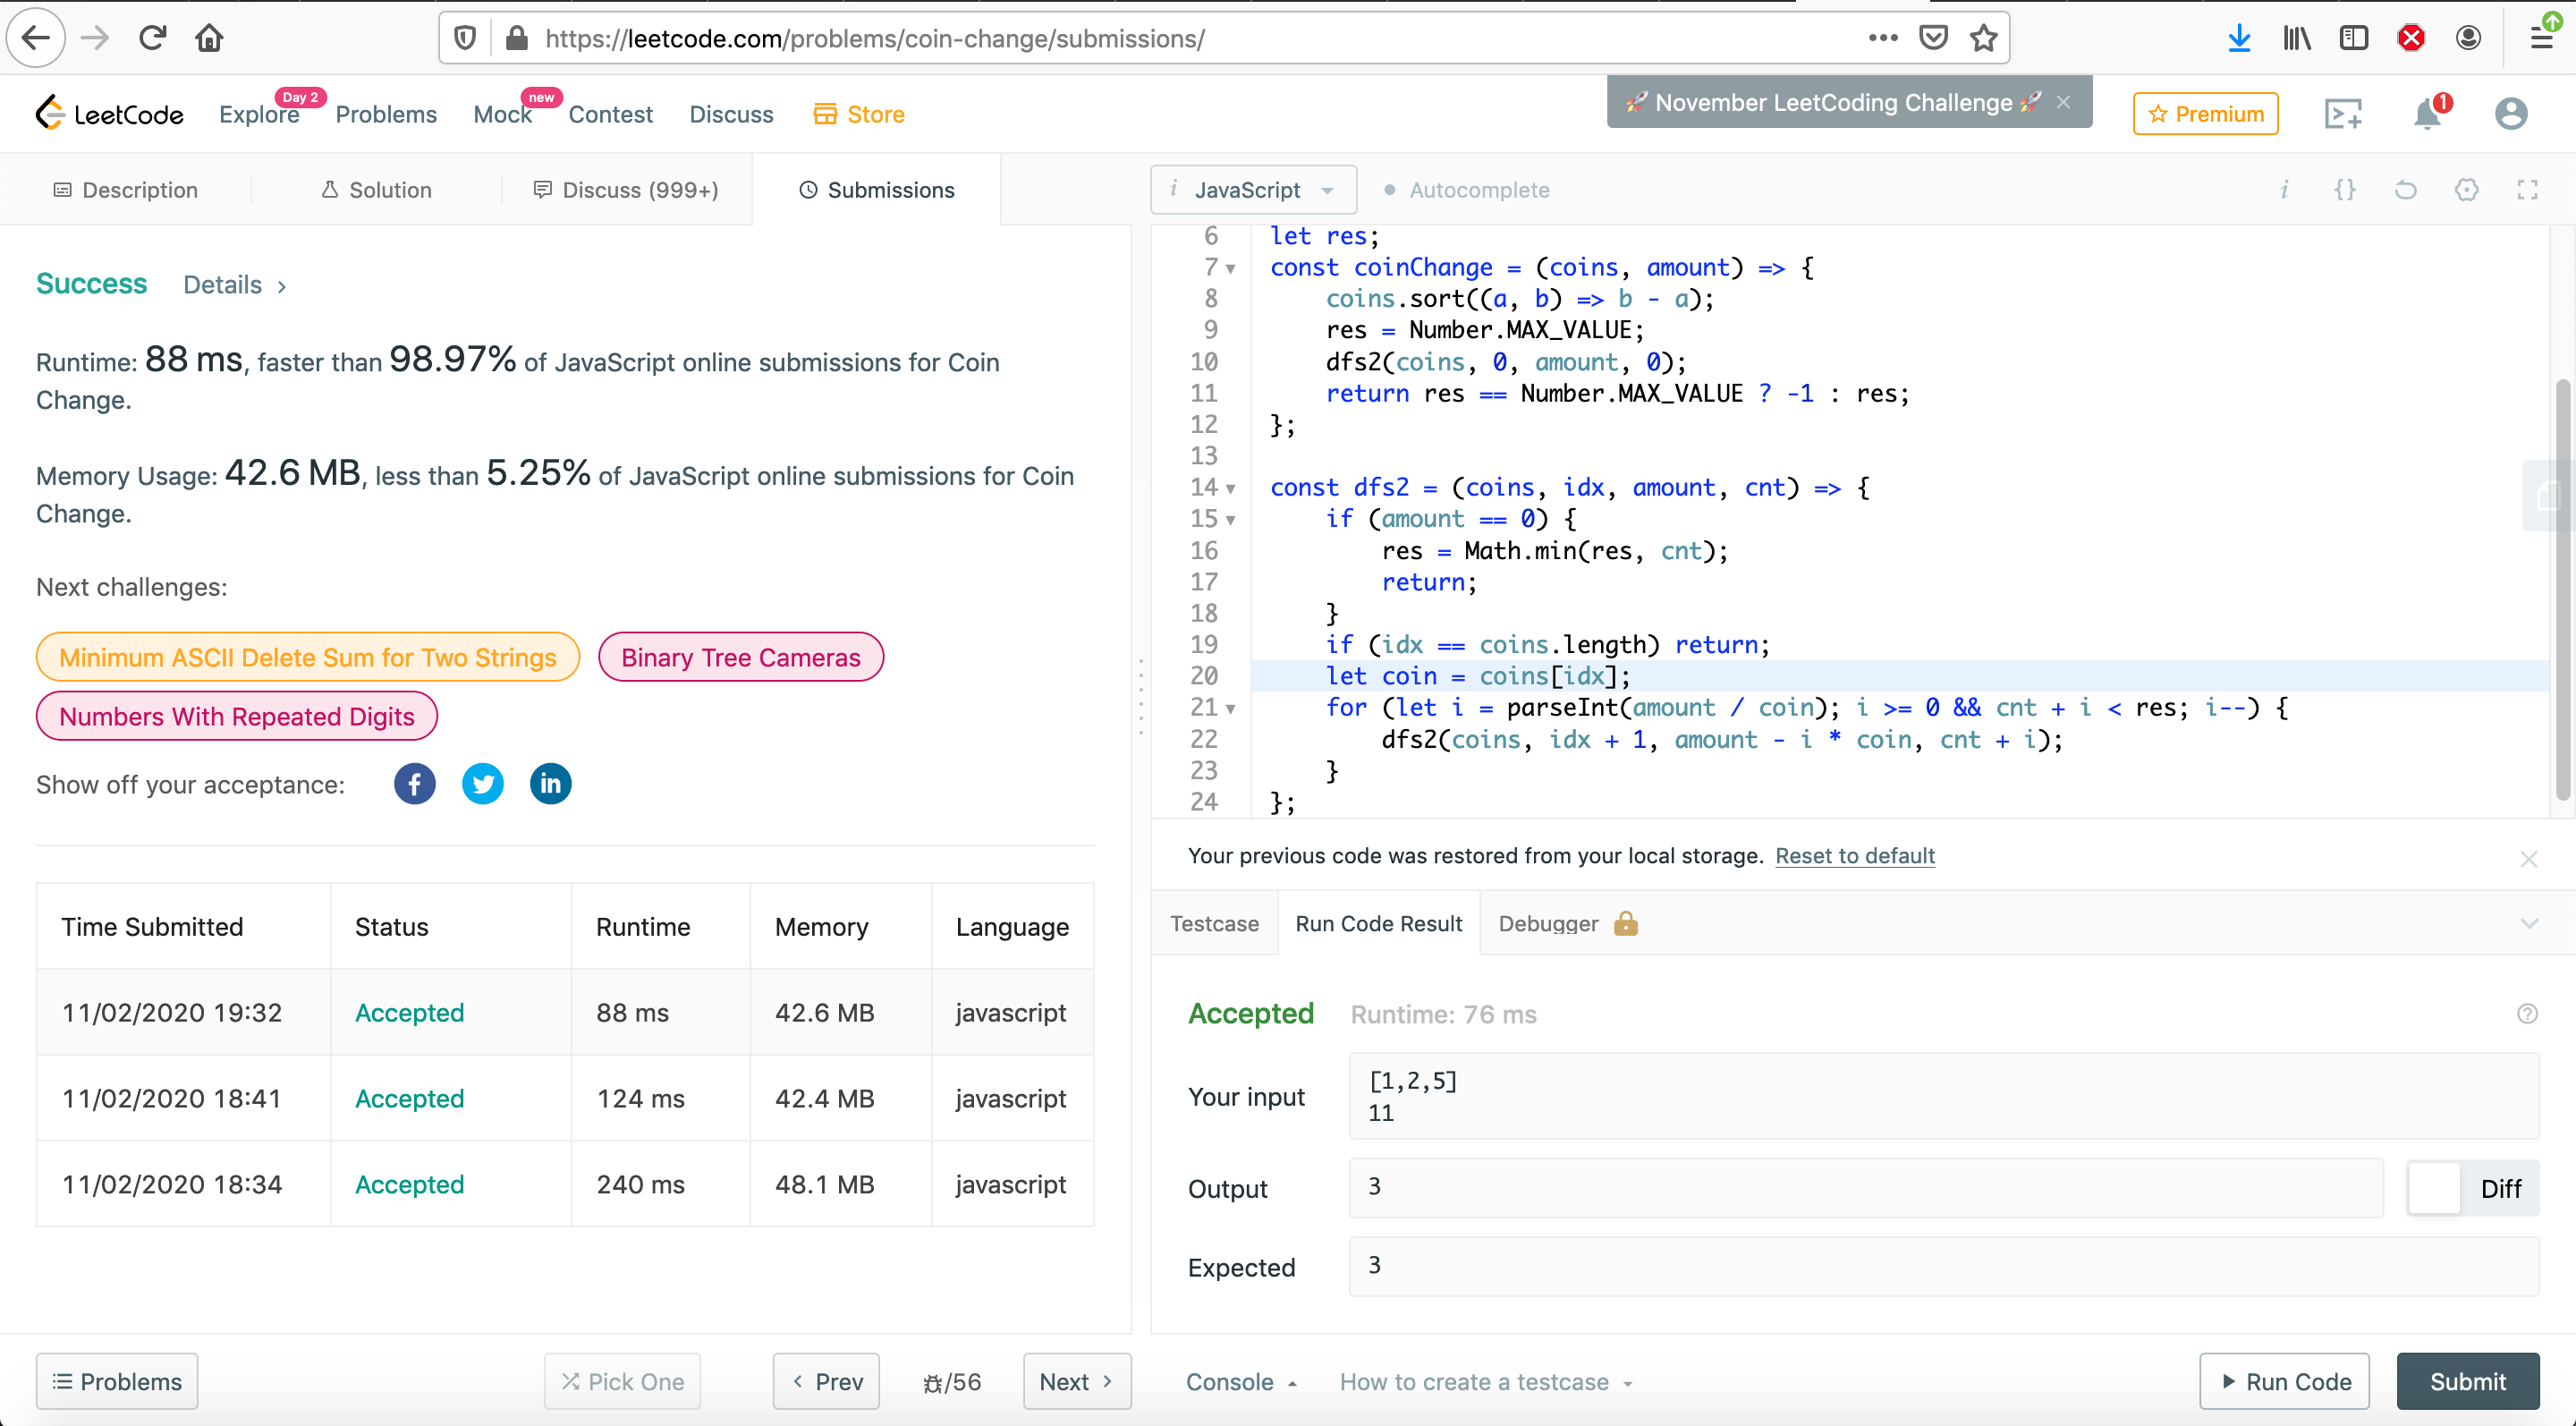 https://leetcode.com/problems/coin-change/submissions/
LeetCode
Explore
Day 2
Problems
Mock
new
Contest
Discuss
Store
🚀 November LeetCoding Challenge 🚀
Premium
1
Description
Solution
Discuss (999+)
Submissions
i JavaScript
Autocomplete
i {}
Success Details >
Runtime: 88 ms, faster than 98.97% of JavaScript online submissions for Coin
Change.
Memory Usage: 42.6 MB, less than 5.25% of JavaScript online submissions for Coin
Change.
Next challenges:
Minimum ASCII Delete Sum for Two Strings
Binary Tree Cameras
Numbers With Repeated Digits
Show off your acceptance:
f in
Time Submitted Status Runtime Memory Language
11/02/2020 19:32 Accepted 88 ms 42.6 MB javascript
11/02/2020 18:41 Accepted 124 ms 42.4 MB javascript
11/02/2020 18:34 Accepted 240 ms 48.1 MB javascript
6 let res;
7 const coinChange = (coins, amount) => {
8 coins.sort((a, b) => b - a);
9 res = Number.MAX_VALUE;
10 dfs2(coins, 0, amount, 0);
11 return res == Number.MAX_VALUE ? -1 : res;
12 };
13
14 const dfs2 = (coins, idx, amount, cnt) => {
15 if (amount == 0) {
16 res = Math.min(res, cnt);
17 return;
18 }
19 if (idx == coins.length) return;
20 let coin = coins[idx];
21 for (let i = parseInt(amount / coin); i >= 0 && cnt + i < res; i--) {
22 dfs2(coins, idx + 1, amount - i * coin, cnt + i);
23 }
24 };
Your previous code was restored from your local storage. Reset to default
Testcase
Run Code Result
Debugger
Accepted Runtime: 76 ms
Your input
[1,2,5]
11
Output
3
Diff
Expected
3
Problems
Pick One
< Prev
/56
Next >
Console
How to create a testcase
Run Code
Submit